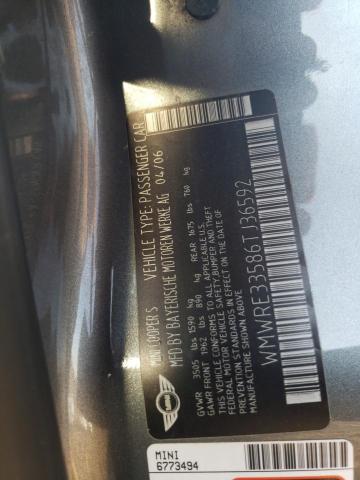 MINI COOPER S VEHICLE TYPE: PASSENGER CAR
MFD BY BAYERISCHE MOTOREN WERKE AG 04/06
GVWR 3505 lbs 1590 kg
GAWR FRONT 1962 lbs 890 kg REAR 1675 lbs 760 kg
THIS VEHICLE CONFORMS TO ALL APPLICABLE U.S.
FEDERAL MOTOR VEHICLE SAFETY, BUMPER AND THEFT
PREVENTION STANDARDS IN EFFECT ON THE DATE OF
MANUFACTURE SHOWN ABOVE
WMWRE33586TJ36592
MINI
6773494